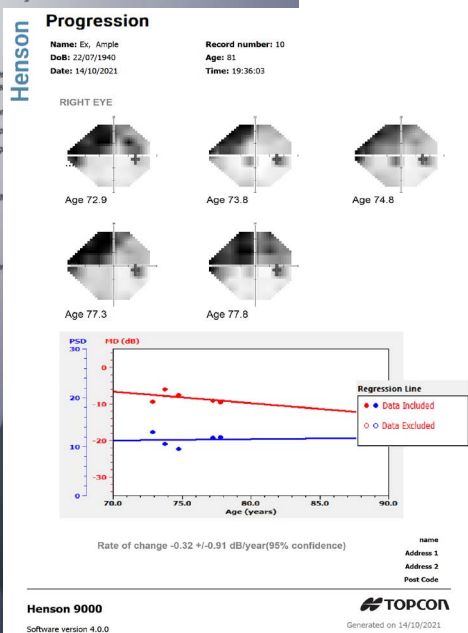 Henson
Progression
Name: Ex, Ample
Record number: 10
DoB: 22/07/1940
Age: 81
Date: 14/10/2021
Time: 19:36:03
RIGHT EYE
Age 72.9
Age 73.8
Age 74.8
Age 77.3
Age 77.8
PSD
MD (dB)
30
20
10
0
0
-10
-20
-30
70.0
75.0
80.0
85.0
90.0
Age (years)
Regression Line
Data Included
Data Excluded
Rate of change -0.32 +/-0.91 dB/year(95% confidence)
name
Address 1
Address 2
Post Code
Henson 9000
TOPCON
Software version 4.0.0
Generated on 14/10/2021